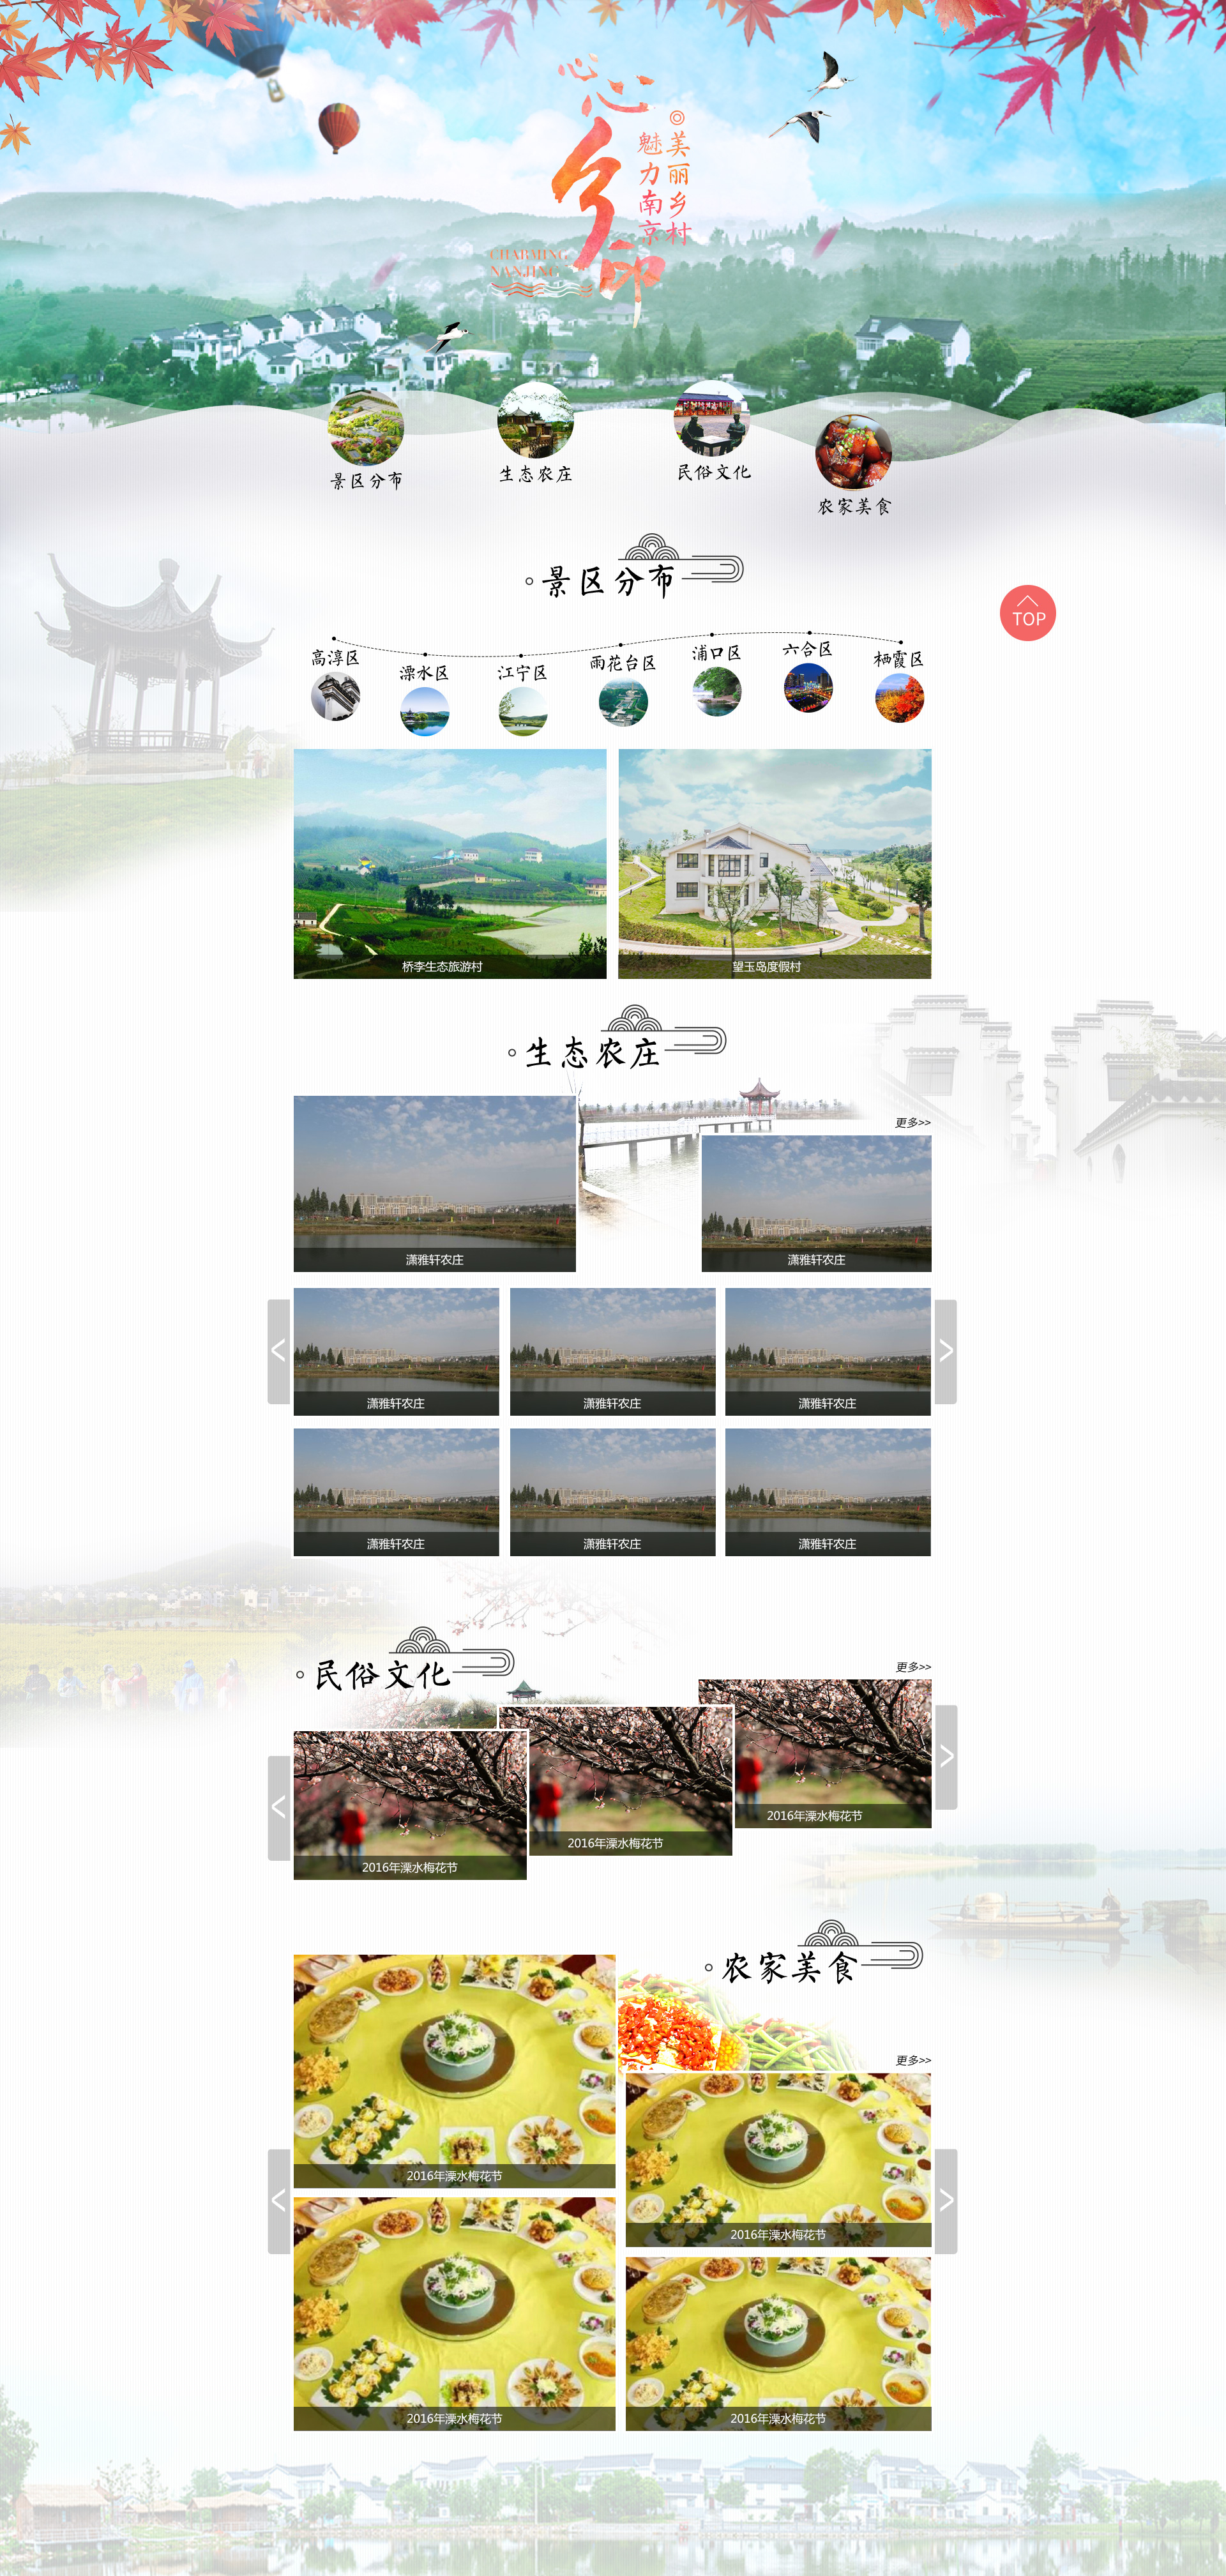 心心乡印
美丽乡村
魅力南京
CHARMING
NANJING
景区分布
生态农庄
民俗文化
农家美食
景区分布
TOP
高淳区
溧水区
江宁区
雨花台区
浦口区
六合区
栖霞区
桥李生态旅游村
望玉岛度假村
生态农庄
更多>>
潇雅轩农庄
潇雅轩农庄
潇雅轩农庄
潇雅轩农庄
潇雅轩农庄
潇雅轩农庄
潇雅轩农庄
潇雅轩农庄
民俗文化
更多>>
2016年溧水梅花节
2016年溧水梅花节
2016年溧水梅花节
农家美食
更多>>
2016年溧水梅花节
2016年溧水梅花节
2016年溧水梅花节
2016年溧水梅花节